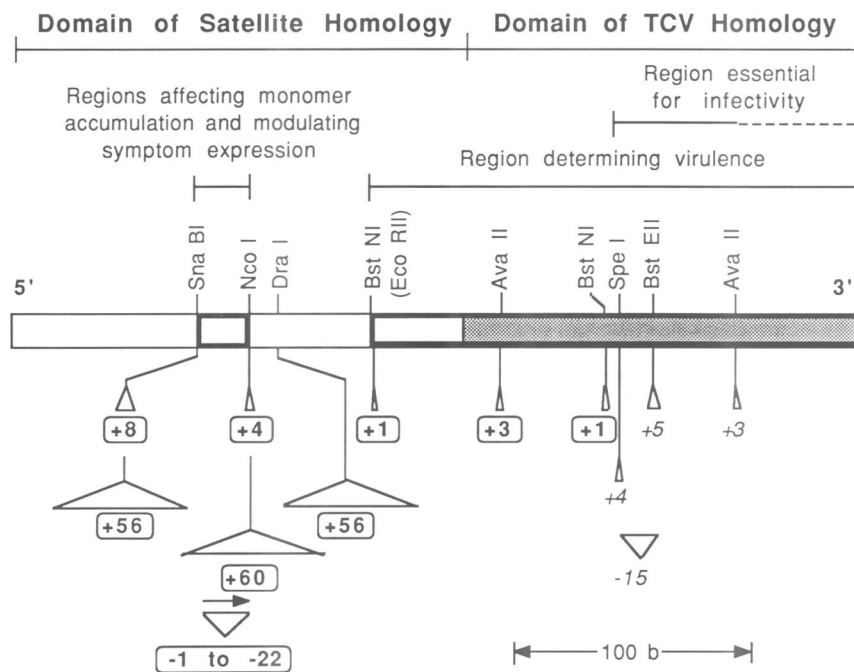 Domain of Satellite Homology
Domain of TCV Homology
Region essential
for infectivity
Regions affecting monomer
accumulation and modulating
symptom expression
Region determining virulence
Sna BI
Nco I
Dra I
Bst NI
(Eco RII)
Ava II
Bst NI
Spe I
Bst EII
Ava II
5'
3'
+8
+4
+1
+3
+1
+5
+3
+4
+56
+56
+60
-15
-1 to -22
100 b